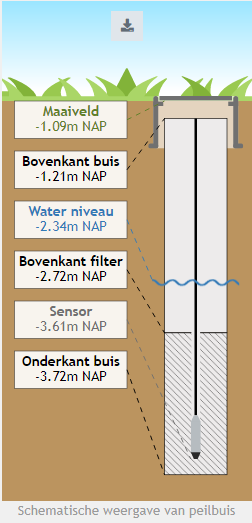 Maaiveld
-1.09m NAP
Bovenkant buis
-1.21m NAP
Water niveau
-2.34m NAP
Bovenkant filter
-2.72m NAP
Sensor
-3.61m NAP
Onderkant buis
-3.72m NAP
Schematische weergave van peilbuis